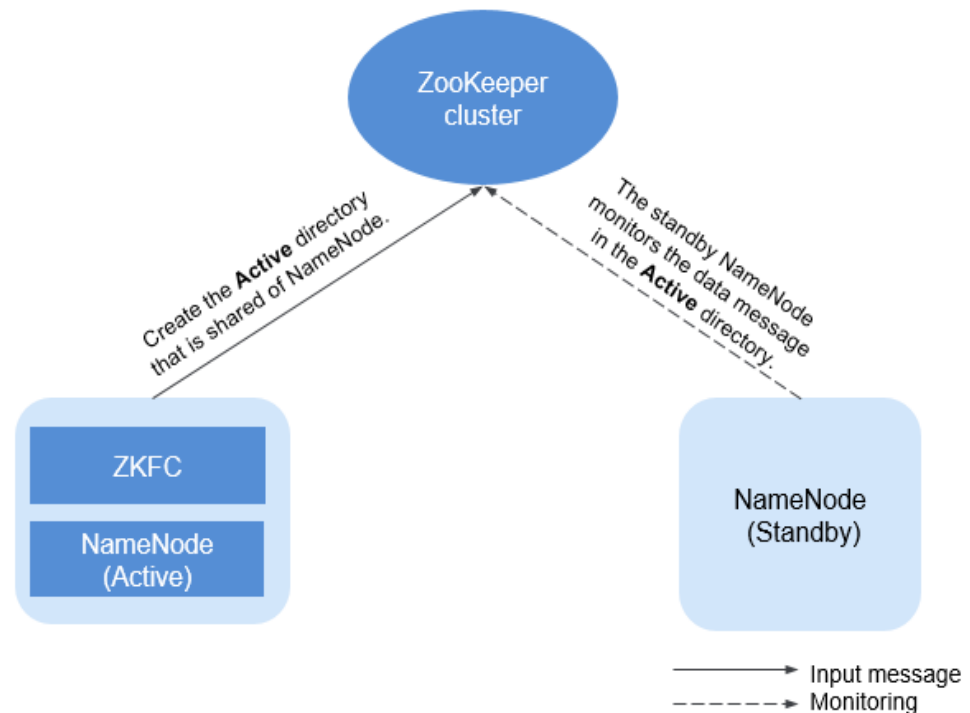 ZooKeeper
cluster
Create the Active directory
that is shared of NameNode.
The standby NameNode
monitors the data message
in the Active directory.
ZKFC
NameNode
(Active)
NameNode
(Standby)
Input message
Monitoring